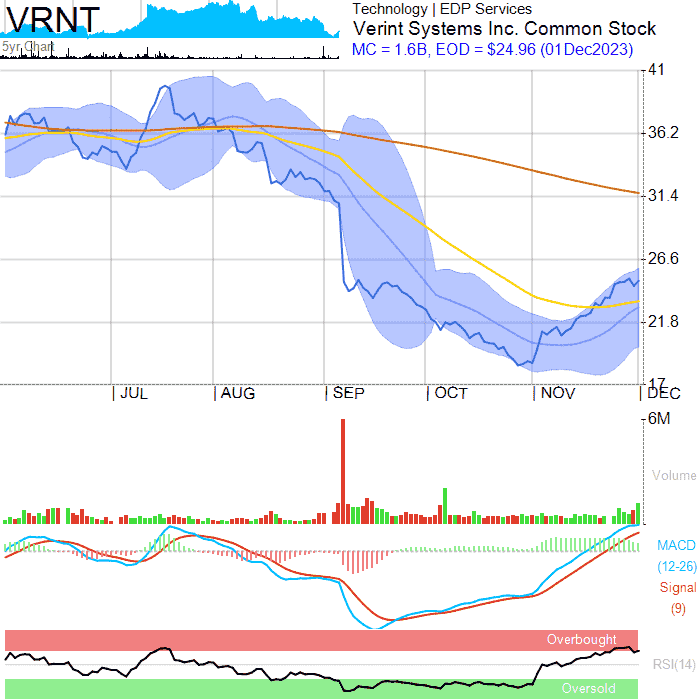 VRNT
5yr. Chart
Technology | EDP Services
Verint Systems Inc. Common Stock
MC = 1.6B, EOD = $24.96 (01Dec2023)
41
36.2
31.4
26.6
21.8
17
| JUL
| AUG
| SEP
| OCT
| NOV
| DEC
6M
Volume
MACD
(12-26)
Signal
(9)
Overbought
RSI(14)
Oversold